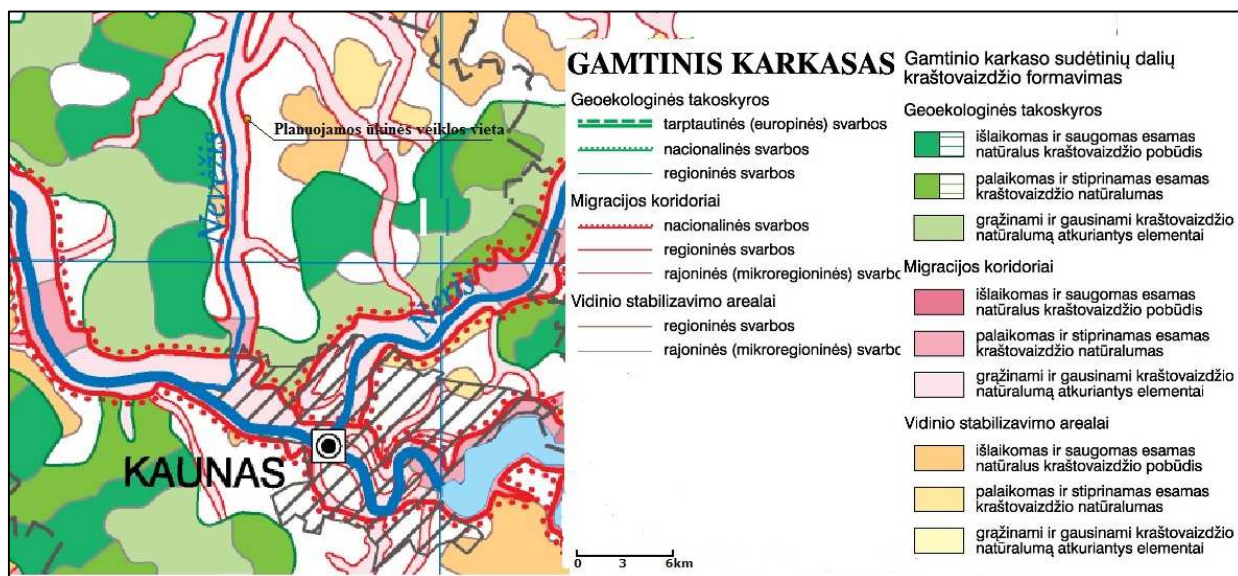 Planuojamos ūkinės veiklos vieta
Nevėžis
Neris
KAUNAS
GAMTINIS KARKASAS
Geoekologinės takoskyros
tarptautinės (europinės) svarbos
nacionalinės svarbos
regioninės svarbos
Migracijos koridoriai
nacionalinės svarbos
regioninės svarbos
rajoninės (mikroregioninės) svarbo
Vidinio stabilizavimo arealai
regioninės svarbos
rajoninės (mikroregioninės) svarbo
0 3 6km
Gamtinio karkaso sudėtinių dalių
kraštovaizdžio formavimas
Geoekologinės takoskyros
išlaikomas ir saugomas esamas
natūralus kraštovaizdžio pobūdis
palaikomas ir stiprinamas esamas
kraštovaizdžio natūralumas
grąžinami ir gausinami kraštovaizdžio
natūralumą atkuriantys elementai
Migracijos koridoriai
išlaikomas ir saugomas esamas
natūralus kraštovaizdžio pobūdis
palaikomas ir stiprinamas esamas
kraštovaizdžio natūralumas
grąžinami ir gausinami kraštovaizdžio
natūralumą atkuriantys elementai
Vidinio stabilizavimo arealai
išlaikomas ir saugomas esamas
natūralus kraštovaizdžio pobūdis
palaikomas ir stiprinamas esamas
kraštovaizdžio natūralumas
grąžinami ir gausinami kraštovaizdžio
natūralumą atkuriantys elementai